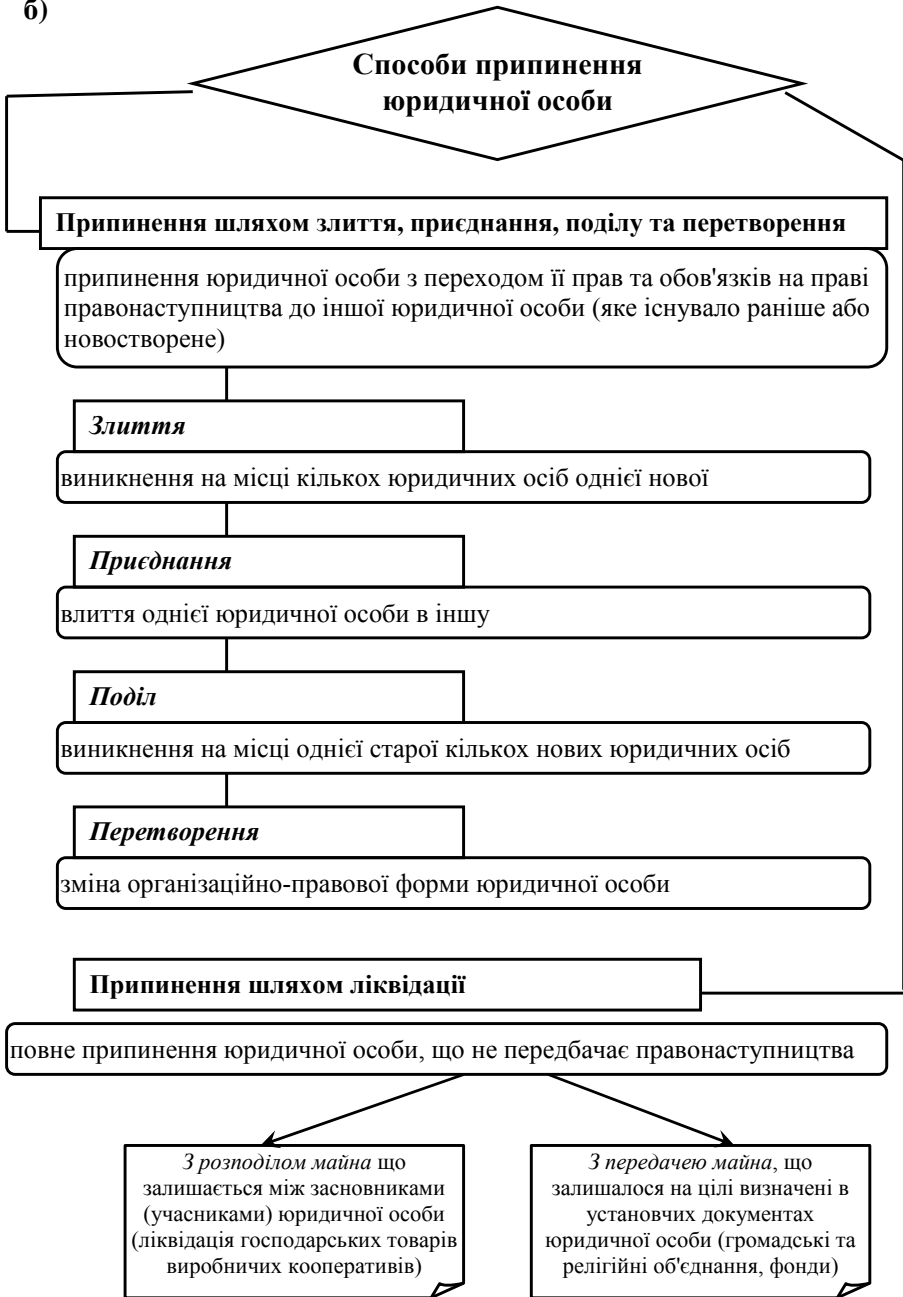 б)
Способи припинення
юридичної особи
Припинення шляхом злиття, приєднання, поділу та перетворення
припинення юридичної особи з переходом її прав та обов'язків на праві
правонаступництва до іншої юридичної особи (яке існувало раніше або
новостворене)
Злиття
виникнення на місці кількох юридичних осіб однієї нової
Приєднання
влиття однієї юридичної особи в іншу
Поділ
виникнення на місці однієї старої кількох нових юридичних осіб
Перетворення
зміна організаційно-правової форми юридичної особи
Припинення шляхом ліквідації
повне припинення юридичної особи, що не передбачає правонаступництва
З розподілом майна що
залишається між засновниками
(учасниками) юридичної особи
(ліквідація господарських товарів
виробничих кооперативів)
З передачею майна, що
залишалося на цілі визначені в
установчих документах
юридичної особи (громадські та
релігійні об'єднання, фонди)